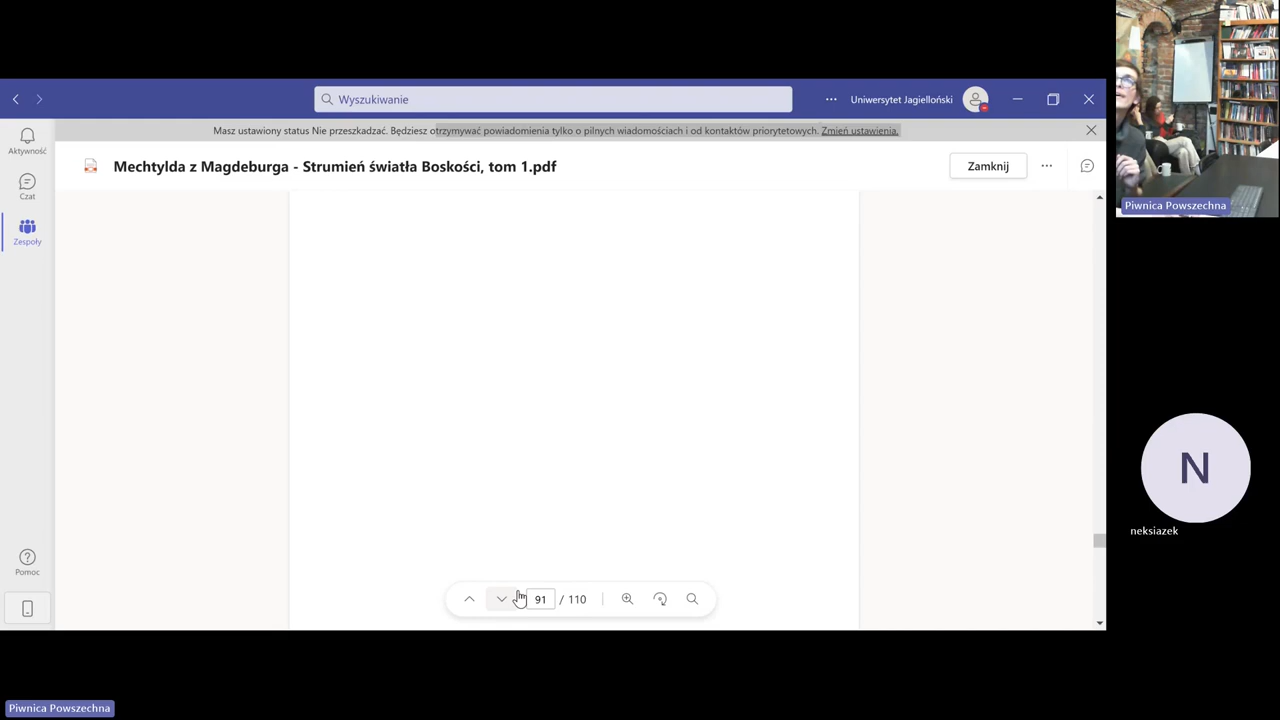 Wyszukiwanie
Uniwersytet Jagielloński
Masz ustawiony status Nie przeszkadzać. Będziesz otrzymywać powiadomienia tylko o pilnych wiadomościach i od kontaktów priorytetowych. Zmień ustawienia.
Aktywność
Czat
Zespoły
Pomoc
Mechtylda z Magdeburga - Strumień światła Boskości, tom 1.pdf
Zamknij
91 / 110
Piwnica Powszechna
N
neksiazek
Piwnica Powszechna